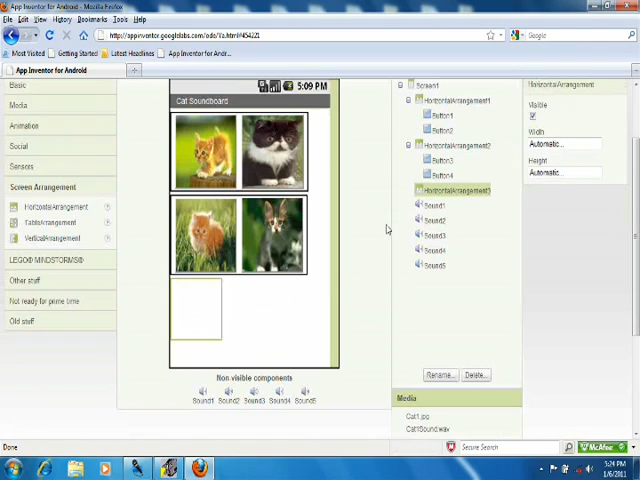 App Inventor for Android - Mozilla Firefox
File Edit View History Bookmarks Tools Help
http://appinventor.googlelabs.com/ode/Ya.html#454221
Google
Most Visited Getting Started Latest Headlines App Inventor for Andr...
App Inventor for Android
Basic
Media
Animation
Social
Sensors
Screen Arrangement
HorizontalArrangement
TableArrangement
VerticalArrangement
LEGO® MINDSTORMS®
Other stuff
Not ready for prime time
Old stuff
5:09 PM
Cat Soundboard
Non visible components
Sound1 Sound2 Sound3 Sound4 Sound5
Screen1
HorizontalArrangement1
Button1
Button2
HorizontalArrangement2
Button3
Button4
HorizontalArrangement3
Sound1
Sound2
Sound3
Sound4
Sound5
Rename... Delete...
Media
Cat1.jpg
Cat1Sound.wav
HorizontalArrangement
Visible
Width
Automatic...
Height
Automatic...
Done
Secure Search
McAfee
5:24 PM
1/6/2011